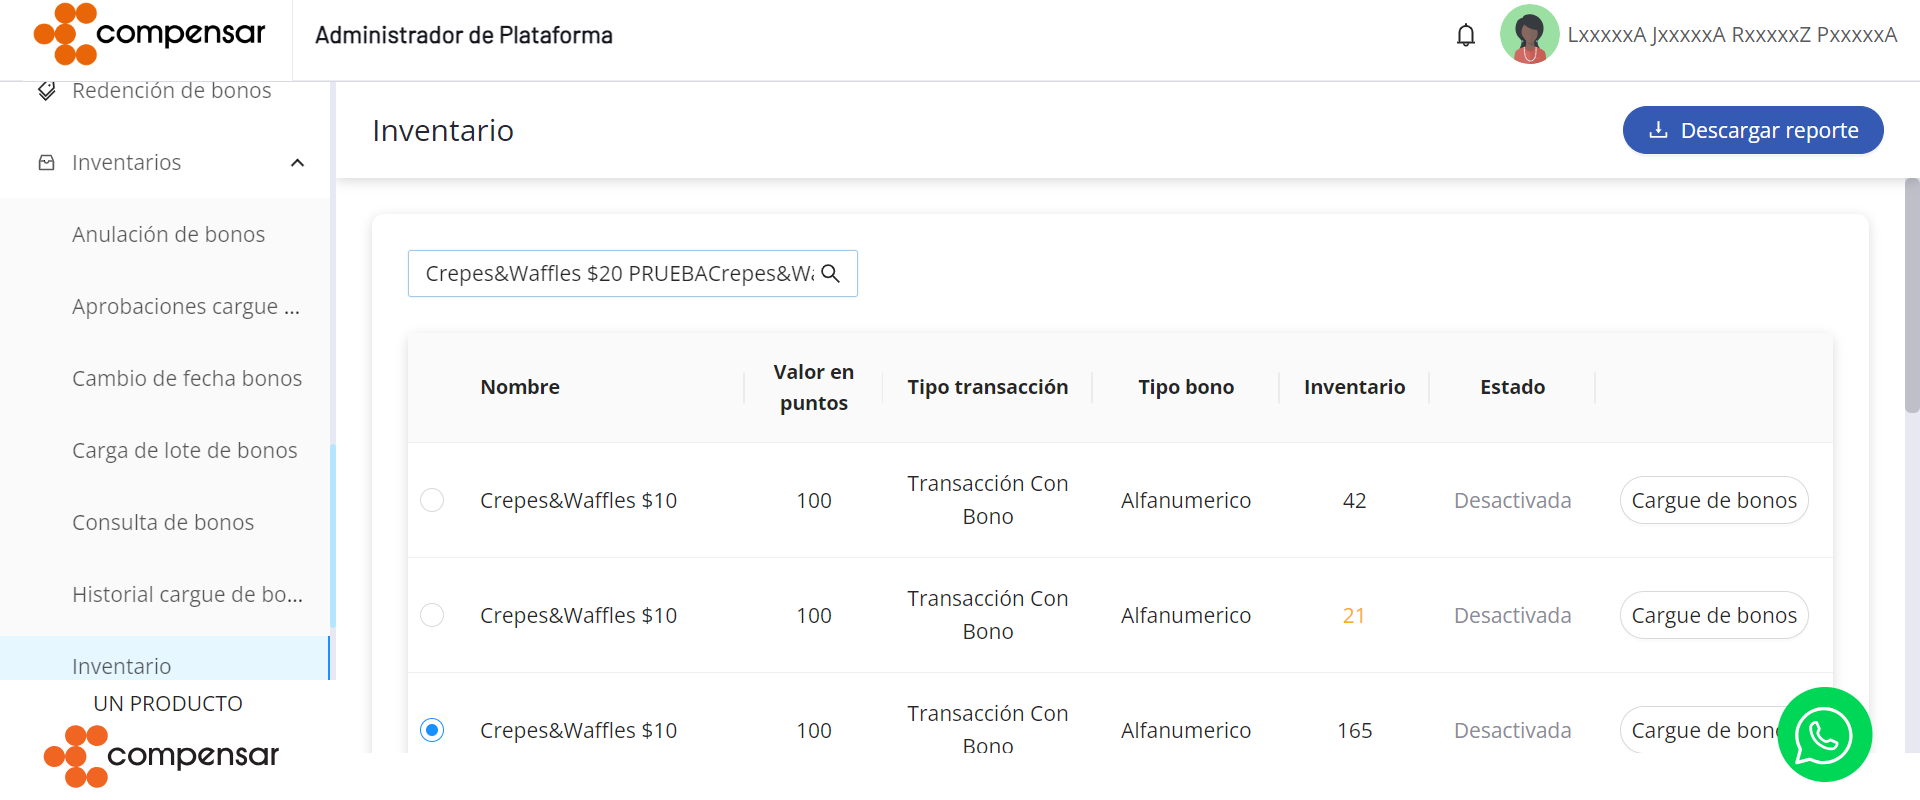 compensar
Administrador de Plataforma
LxxxxxA JxxxxxA RxxxxxZ PxxxxxA
Redención de bonos
Inventarios
Anulación de bonos
Aprobaciones cargue ...
Cambio de fecha bonos
Carga de lote de bonos
Consulta de bonos
Historial cargue de bo...
Inventario
UN PRODUCTO
compensar
Inventario
Descargar reporte
Crepes&Waffles $20 PRUEBACrepes&Wa
Nombre
Valor en
puntos
Tipo transacción
Tipo bono
Inventario
Estado
Crepes&Waffles $10
100
Transacción Con
Bono
Alfanumerico
42
Desactivada
Cargue de bonos
Crepes&Waffles $10
100
Transacción Con
Bono
Alfanumerico
21
Desactivada
Cargue de bonos
Crepes&Waffles $10
100
Transacción Con
Bono
Alfanumerico
165
Desactivada
Cargue de bon